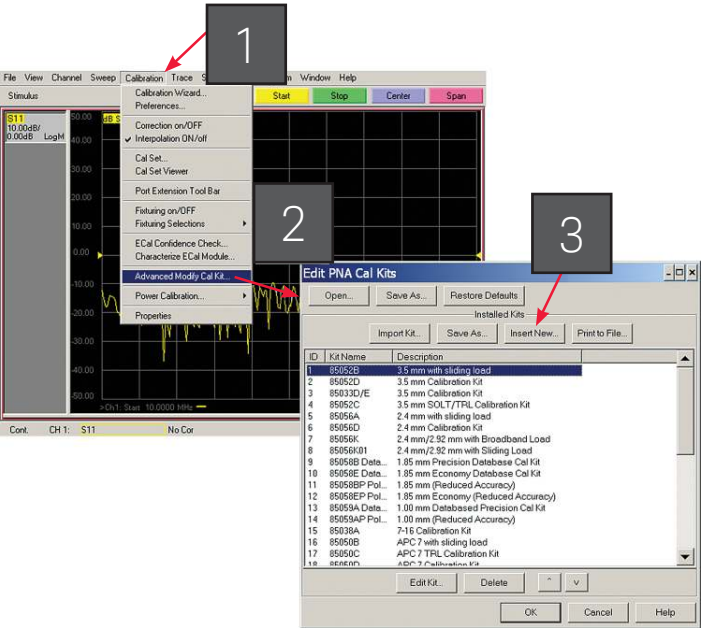 1
File View Channel Sweep Calibration Trace S m Window Help
Stimulus Start Stop Center Span
S11
10.00dB/
0.00dB LogM
50.00 dB S
40.00
30.00
20.00
10.00
0.00
-10.00
-20.00
-30.00
-40.00
-50.00
>Ch1: Start 10.0000 MHz
Cont. CH 1: S11 No Cor
Calibration Wizard...
Preferences...
Correction on/OFF
Interpolation ON/off
Cal Set...
Cal Set Viewer
Port Extension Tool Bar
Fixturing on/OFF
Fixturing Selections
ECal Confidence Check...
Characterize ECal Module...
Advanced Modify Cal Kit...
Power Calibration...
Properties
2
3
Edit PNA Cal Kits
Open... Save As... Restore Defaults
Installed Kits
Import Kit... Save As... Insert New... Print to File...
ID Kit Name Description
1 85052B 3.5 mm with sliding load
2 85052D 3.5 mm Calibration Kit
3 85033D/E 3.5 mm Calibration Kit
4 85052C 3.5 mm SOLT/TRL Calibration Kit
5 85056A 2.4 mm with sliding load
6 85056D 2.4 mm Calibration Kit
7 85056K 2.4 mm/2.92 mm with Broadband Load
8 85056K01 2.4 mm/2.92 mm with Sliding Load
9 85058B Data... 1.85 mm Precision Database Cal Kit
10 85058E Data... 1.85 mm Economy Database Cal Kit
11 85058BP Pol... 1.85 mm (Reduced Accuracy)
12 85058EP Pol... 1.85 mm Economy (Reduced Accuracy)
13 85059A Data... 1.00 mm Databased Precision Cal Kit
14 85059AP Pol... 1.00 mm (Reduced Accuracy)
15 85038A 7-16 Calibration Kit
16 85050B APC 7 with sliding load
17 85050C APC 7 TRL Calibration Kit
18 85050D APC 7 Calibration Kit
Edit Kit... Delete ^ v
OK Cancel Help